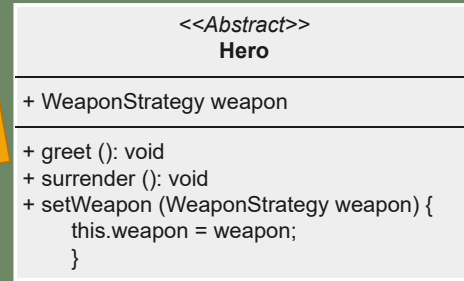 <<Abstract>>
Hero
+ WeaponStrategy weapon
+ greet (): void
+ surrender (): void
+ setWeapon (WeaponStrategy weapon) {
this.weapon = weapon;
}